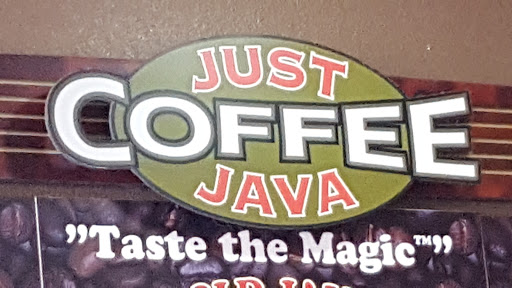 JUST
COFFEE
JAVA
"Taste the Magic™"